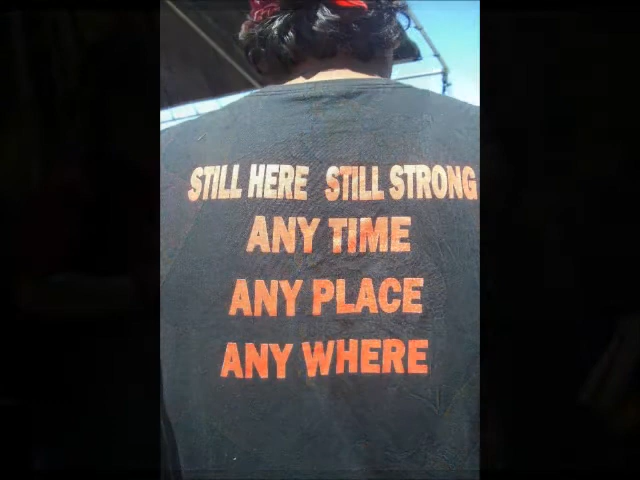 STILL HERE STILL STRONG
ANY TIME
ANY PLACE
ANY WHERE